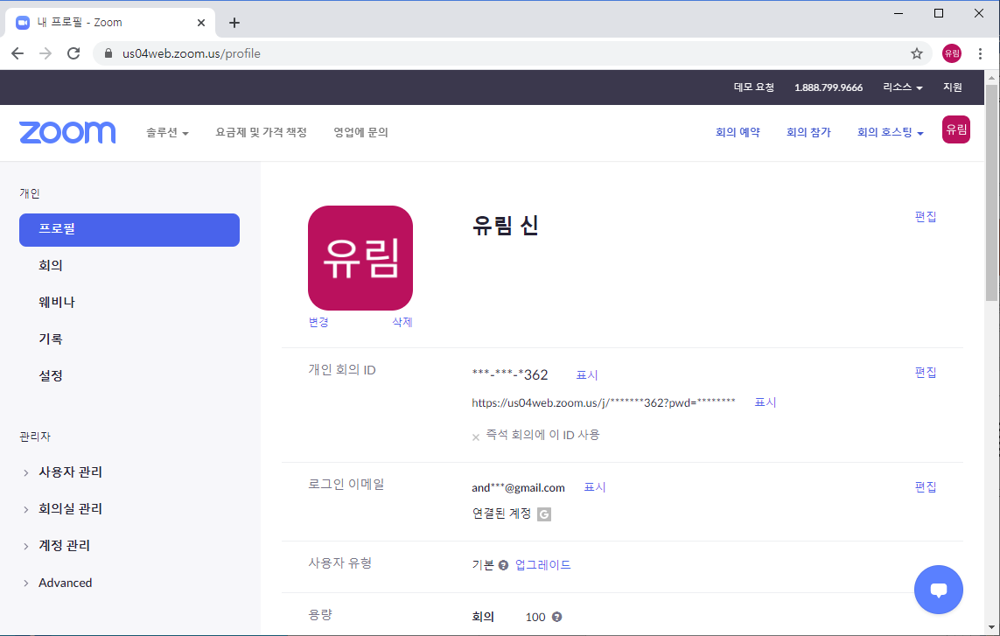 내 프로필 - Zoom
us04web.zoom.us/profile
유림
데모 요청 1.888.799.9666 리소스 지원
zoom 솔루션 요금제 및 가격 책정 영업에 문의 회의 예약 회의 참가 회의 호스팅 유림
개인
프로필
회의
웨비나
기록
설정
관리자
사용자 관리
회의실 관리
계정 관리
Advanced
유림
변경 삭제
유림 신 편집
개인 회의 ID ***-***-*362 표시 편집
https://us04web.zoom.us/j/*******362?pwd=******** 표시
× 즉석 회의에 이 ID 사용
로그인 이메일 and***@gmail.com 표시 편집
연결된 계정 G
사용자 유형 기본 ? 업그레이드
용량 회의 100 ?